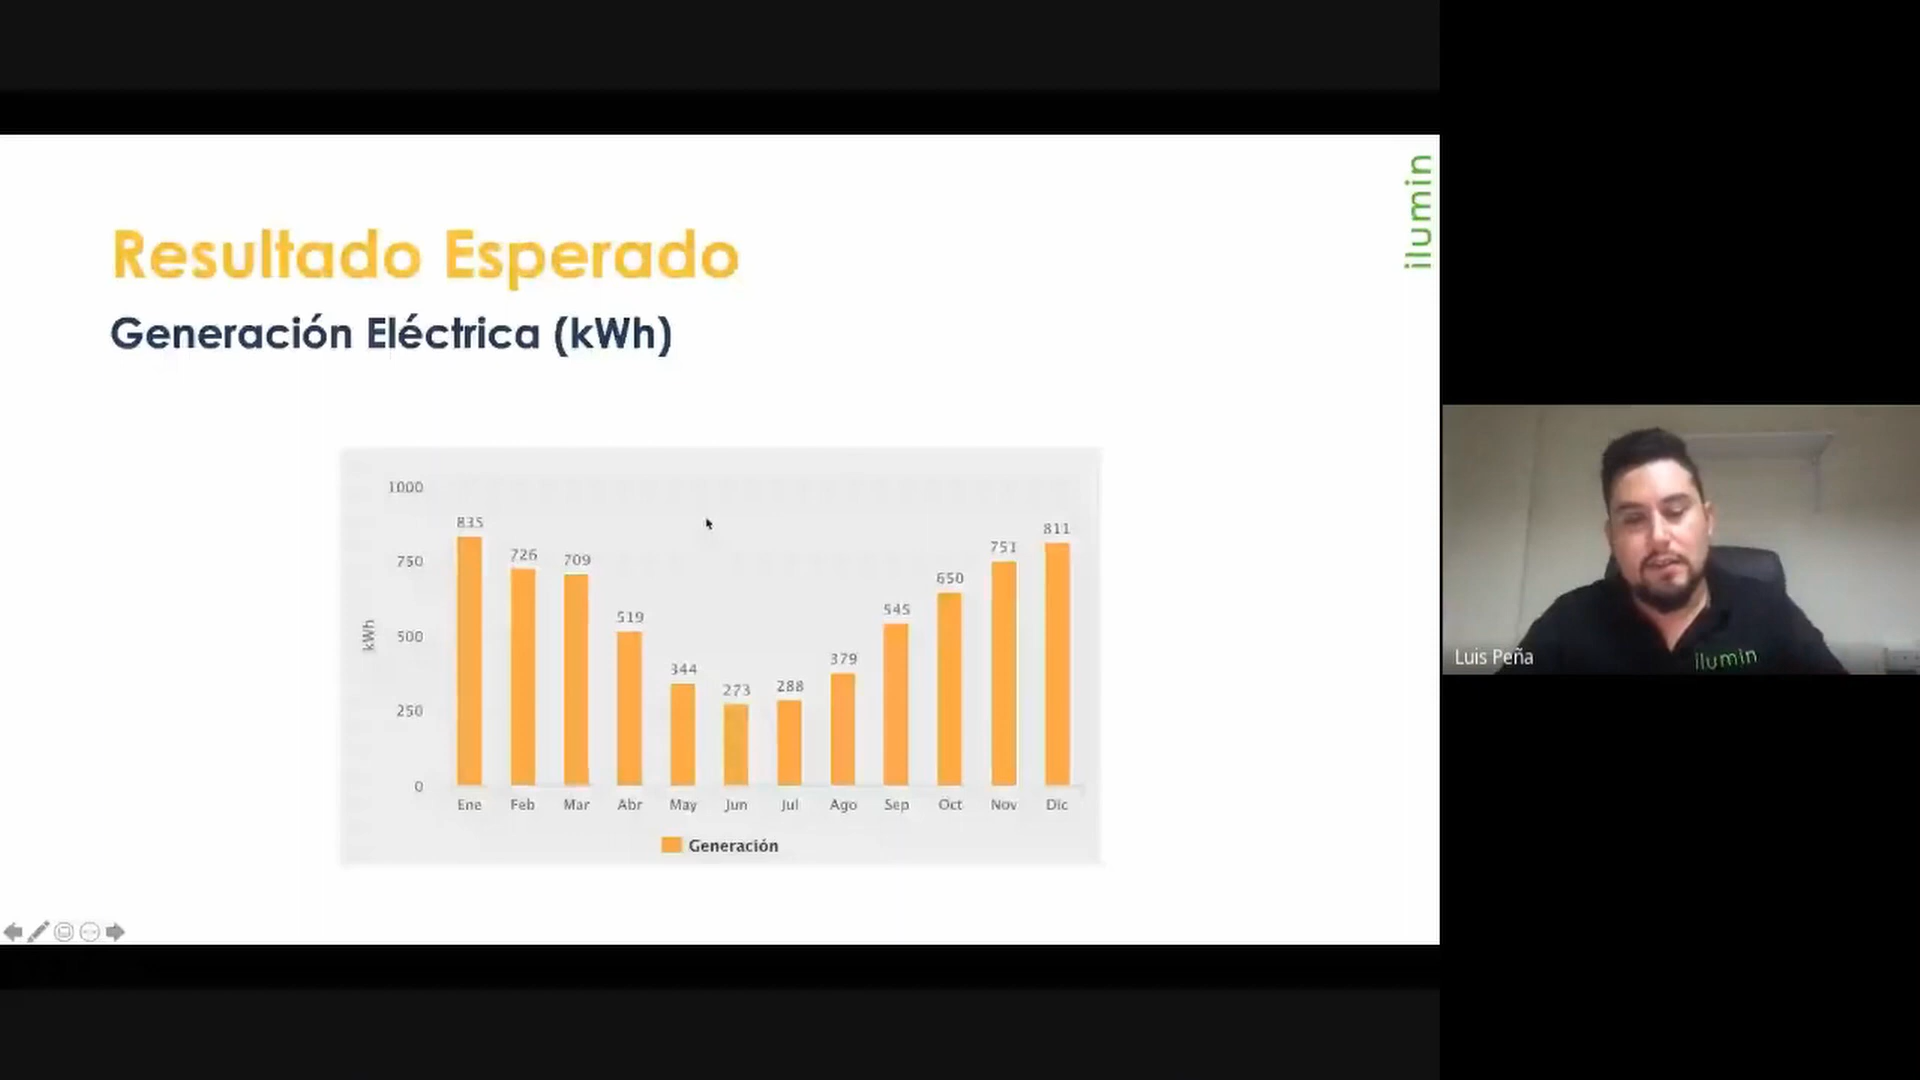 ilumin
Resultado Esperado
Generación Eléctrica (kWh)
1000
750
500
250
0
kWh
835
726
709
519
344
273
288
379
545
650
751
811
Ene Feb Mar Abr May Jun Jul Ago Sep Oct Nov Dic
Generación
Luis Peña
ilumin